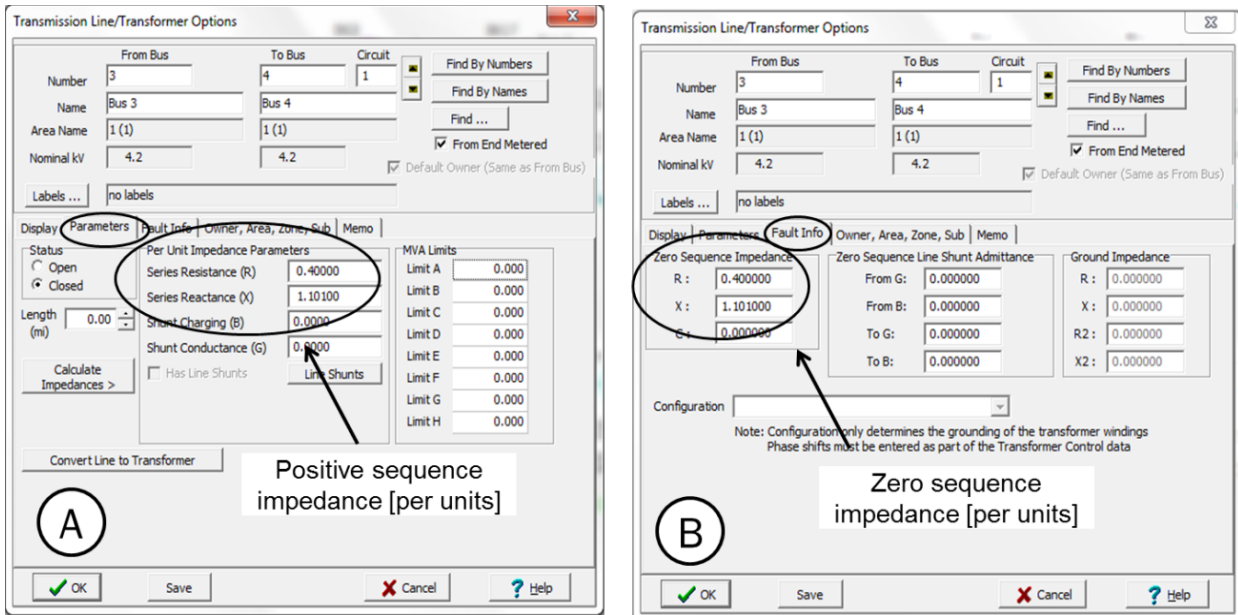 Transmission Line/Transformer Options
From Bus To Bus Circuit
Number 3 4 1 Find By Numbers
Name Bus 3 Bus 4 Find By Names
Area Name 1 (1) 1 (1) Find ...
From End Metered
Nominal kV 4.2 4.2
Default Owner (Same as From Bus)
Labels ... no labels
Display Parameters Fault Info Owner, Area, Zone, Sub Memo
Status Per Unit Impedance Parameters MVA Limits
Open Series Resistance (R) 0.40000 Limit A 0.000
Closed Series Reactance (X) 1.10100 Limit B 0.000
Length (mi) 0.00 Shunt Charging (B) 0.0000 Limit C 0.000
Shunt Conductance (G) 0.0000 Limit D 0.000
Calculate Impedances > Has Line Shunts Line Shunts Limit E 0.000
Limit F 0.000
Limit G 0.000
Limit H 0.000
Convert Line to Transformer
Positive sequence
impedance [per units]
A
OK Save Cancel Help
Transmission Line/Transformer Options
From Bus To Bus Circuit
Number 3 4 1 Find By Numbers
Name Bus 3 Bus 4 Find By Names
Area Name 1 (1) 1 (1) Find ...
From End Metered
Nominal kV 4.2 4.2
Default Owner (Same as From Bus)
Labels ... no labels
Display Parameters Fault Info Owner, Area, Zone, Sub Memo
Zero Sequence Impedance Zero Sequence Line Shunt Admittance Ground Impedance
R : 0.400000 From G: 0.000000 R : 0.000000
X : 1.101000 From B: 0.000000 X : 0.000000
C : 0.000000 To G: 0.000000 R2 : 0.000000
To B: 0.000000 X2 : 0.000000
Configuration
Note: Configuration only determines the grounding of the transformer windings
Phase shifts must be entered as part of the Transformer Control data
Zero sequence
impedance [per units]
B
OK Save Cancel Help